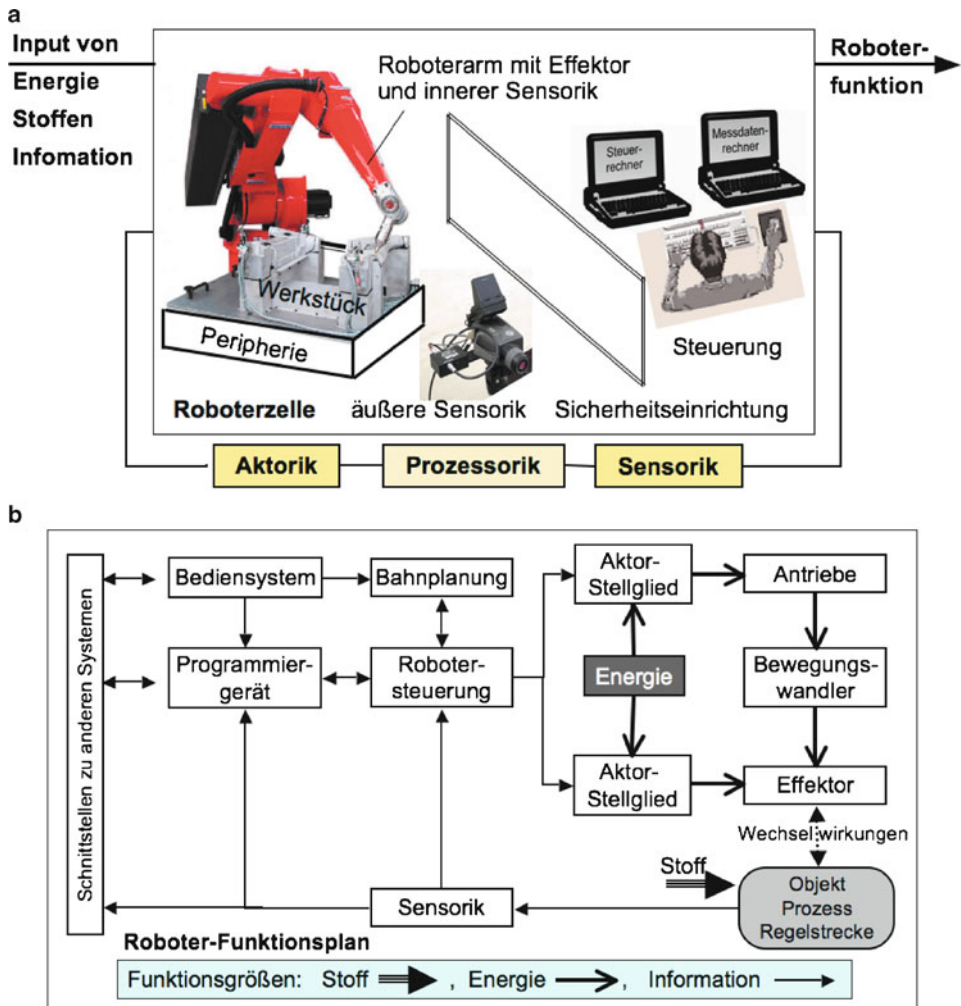 a
Input von
Energie
Stoffen
Infomation
Roboterarm mit Effektor
und innerer Sensorik
Roboter-
funktion
Steuer-
rechner
Messdaten-
rechner
Werkstück
Peripherie
Steuerung
Roboterzelle
äußere Sensorik
Sicherheitseinrichtung
Aktorik
Prozessorik
Sensorik
b
Schnittstellen zu anderen Systemen
Bediensystem
Bahnplanung
Aktor-
Stellglied
Antriebe
Programmier-
gerät
Roboter-
steuerung
Energie
Bewegungs-
wandler
Aktor-
Stellglied
Effektor
Wechselwirkungen
Stoff
Objekt
Prozess
Regelstrecke
Sensorik
Roboter-Funktionsplan
Funktionsgrößen: Stoff , Energie , Information